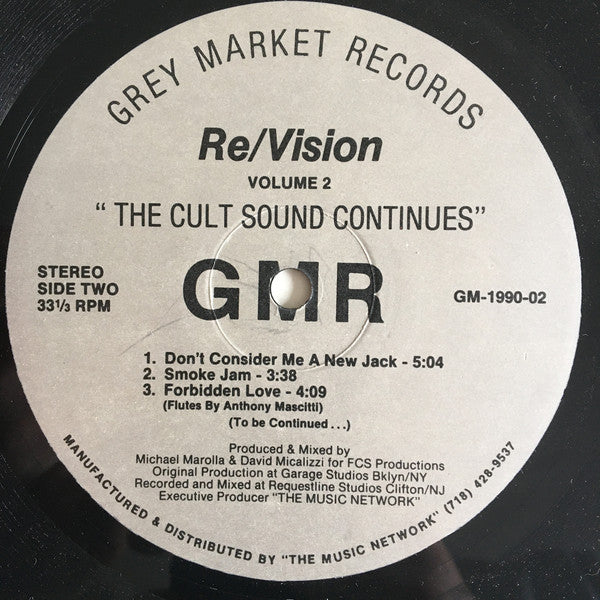 GREY MARKET RECORDS
Re/Vision
VOLUME 2
“ THE CULT SOUND CONTINUES”
STEREO
SIDE TWO
33⅓ RPM
GMR
GM-1990-02
1. Don't Consider Me A New Jack - 5:04
2. Smoke Jam - 3:38
3. Forbidden Love - 4:09
(Flutes By Anthony Mascitti)
(To be Continued...)
Produced & Mixed by
Michael Marolla & David Micalizzi for FCS Productions
Original Production at Garage Studios Bklyn/NY
Recorded and Mixed at Requestline Studios Clifton/NJ
Executive Producer "THE MUSIC NETWORK"
MANUFACTURED & DISTRIBUTED BY "THE MUSIC NETWORK" (718) 428-9537